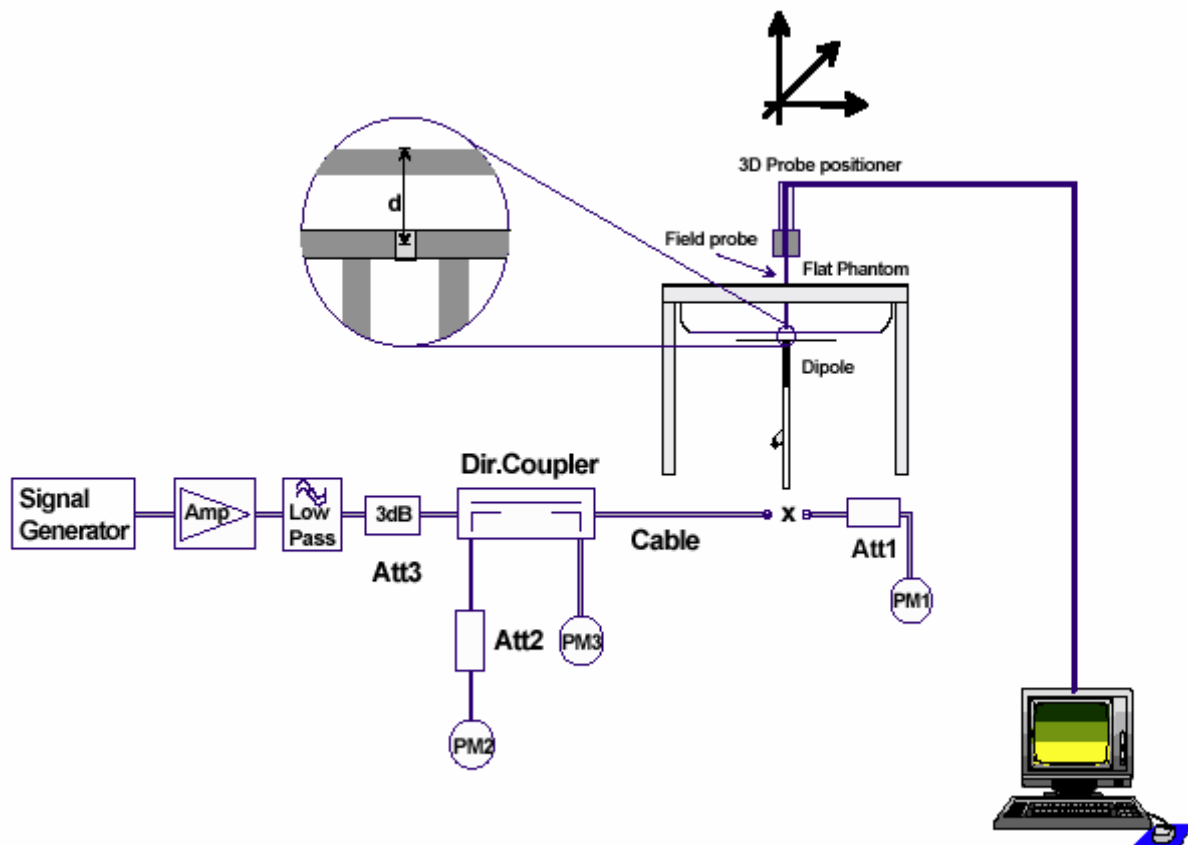 3D Probe positioner
d
Field probe
Flat Phantom
Dipole
Dir.Coupler
Signal
Generator
Amp
Low
Pass
3dB
Cable
x
Att1
Att3
PM1
Att2
PM3
PM2